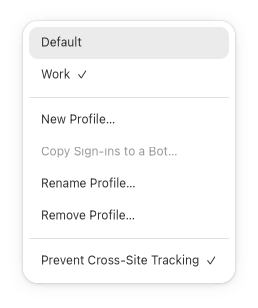 Default
Work ✓
New Profile...
Copy Sign-ins to a Bot...
Rename Profile...
Remove Profile...
Prevent Cross-Site Tracking ✓